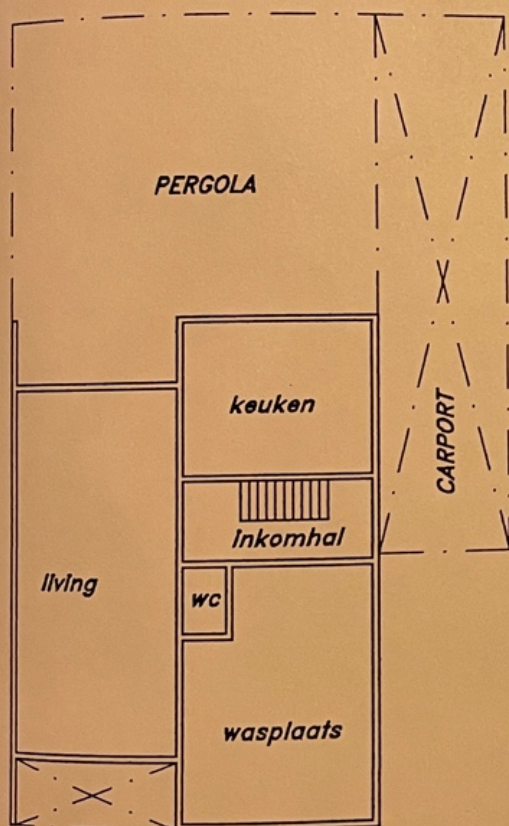 PERGOLA
keuken
CARPORT
inkomhal
living
wc
wasplaats